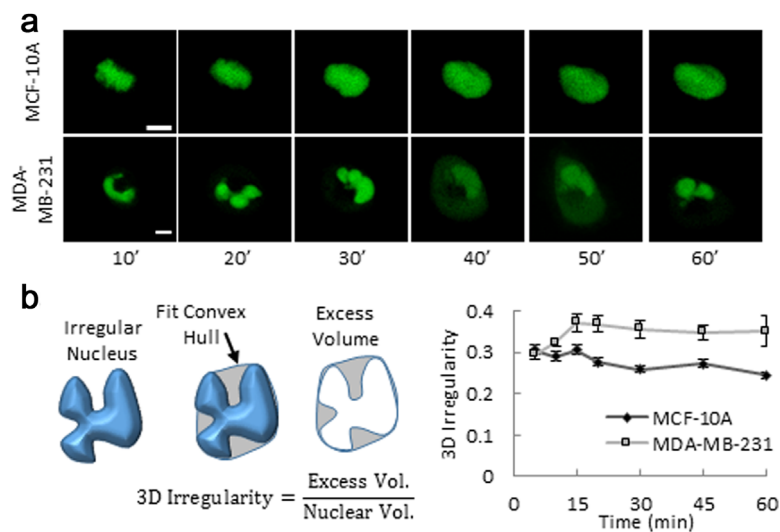 a
MCF-10A
MDA-
MB-231
10’ 20’ 30’ 40’ 50’ 60’
b
Irregular
Nucleus
Fit Convex
Hull
Excess
Volume
3D Irregularity = Excess Vol.
Nuclear Vol.
3D Irregularity
0.4
0.3
0.2
0.1
0
MCF-10A
MDA-MB-231
0 15 30 45 60
Time (min)